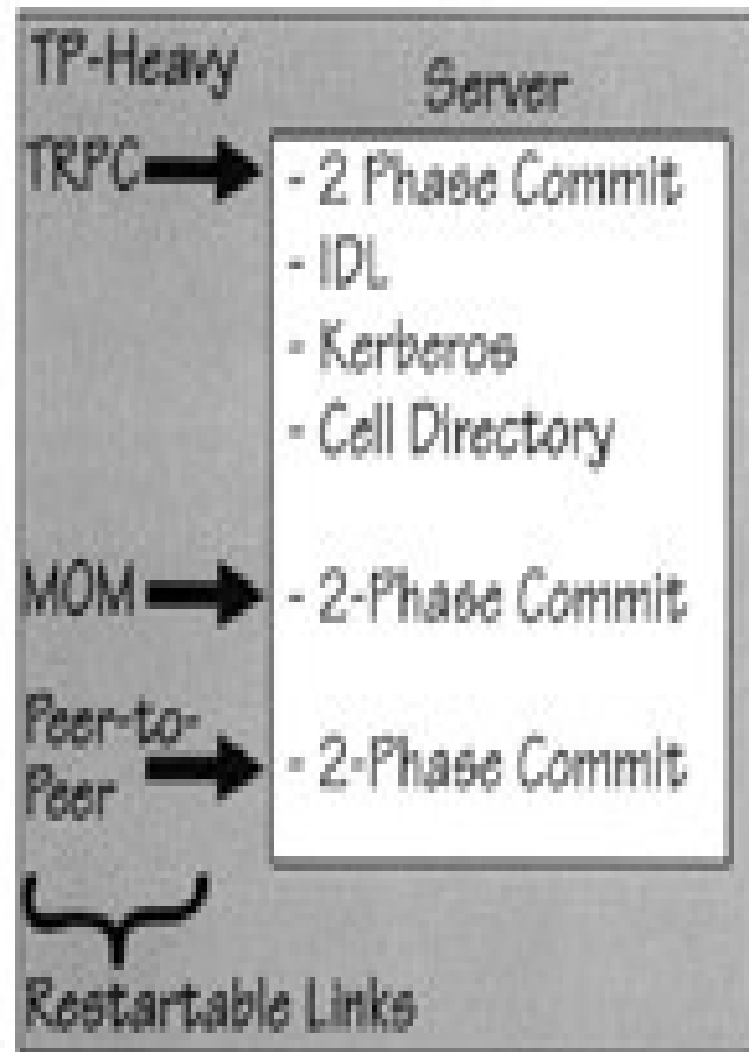 TP-Heavy
Server
TRPC
- 2 Phase Commit
- IDL
- Kerberos
- Cell Directory
MOM
- 2-Phase Commit
Peer-to-
Peer
- 2-Phase Commit
Restartable Links